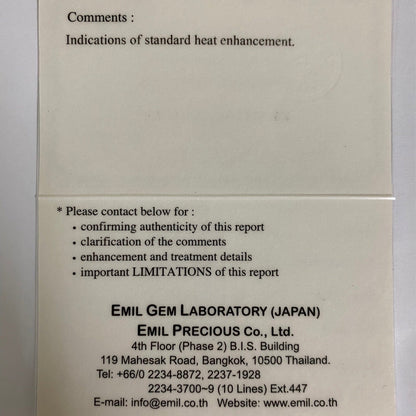 Comments :
Indications of standard heat enhancement.
* Please contact below for :
• confirming authenticity of this report
• clarification of the comments
• enhancement and treatment details
• important LIMITATIONS of this report
EMIL GEM LABORATORY (JAPAN)
EMIL PRECIOUS Co., Ltd.
4th Floor (Phase 2) B.I.S. Building
119 Mahesak Road, Bangkok, 10500 Thailand.
Tel: +66/0 2234-8872, 2237-1928
2234-3700~9 (10 Lines) Ext.447
E-mail: info@emil.co.th Website: www.emil.co.th